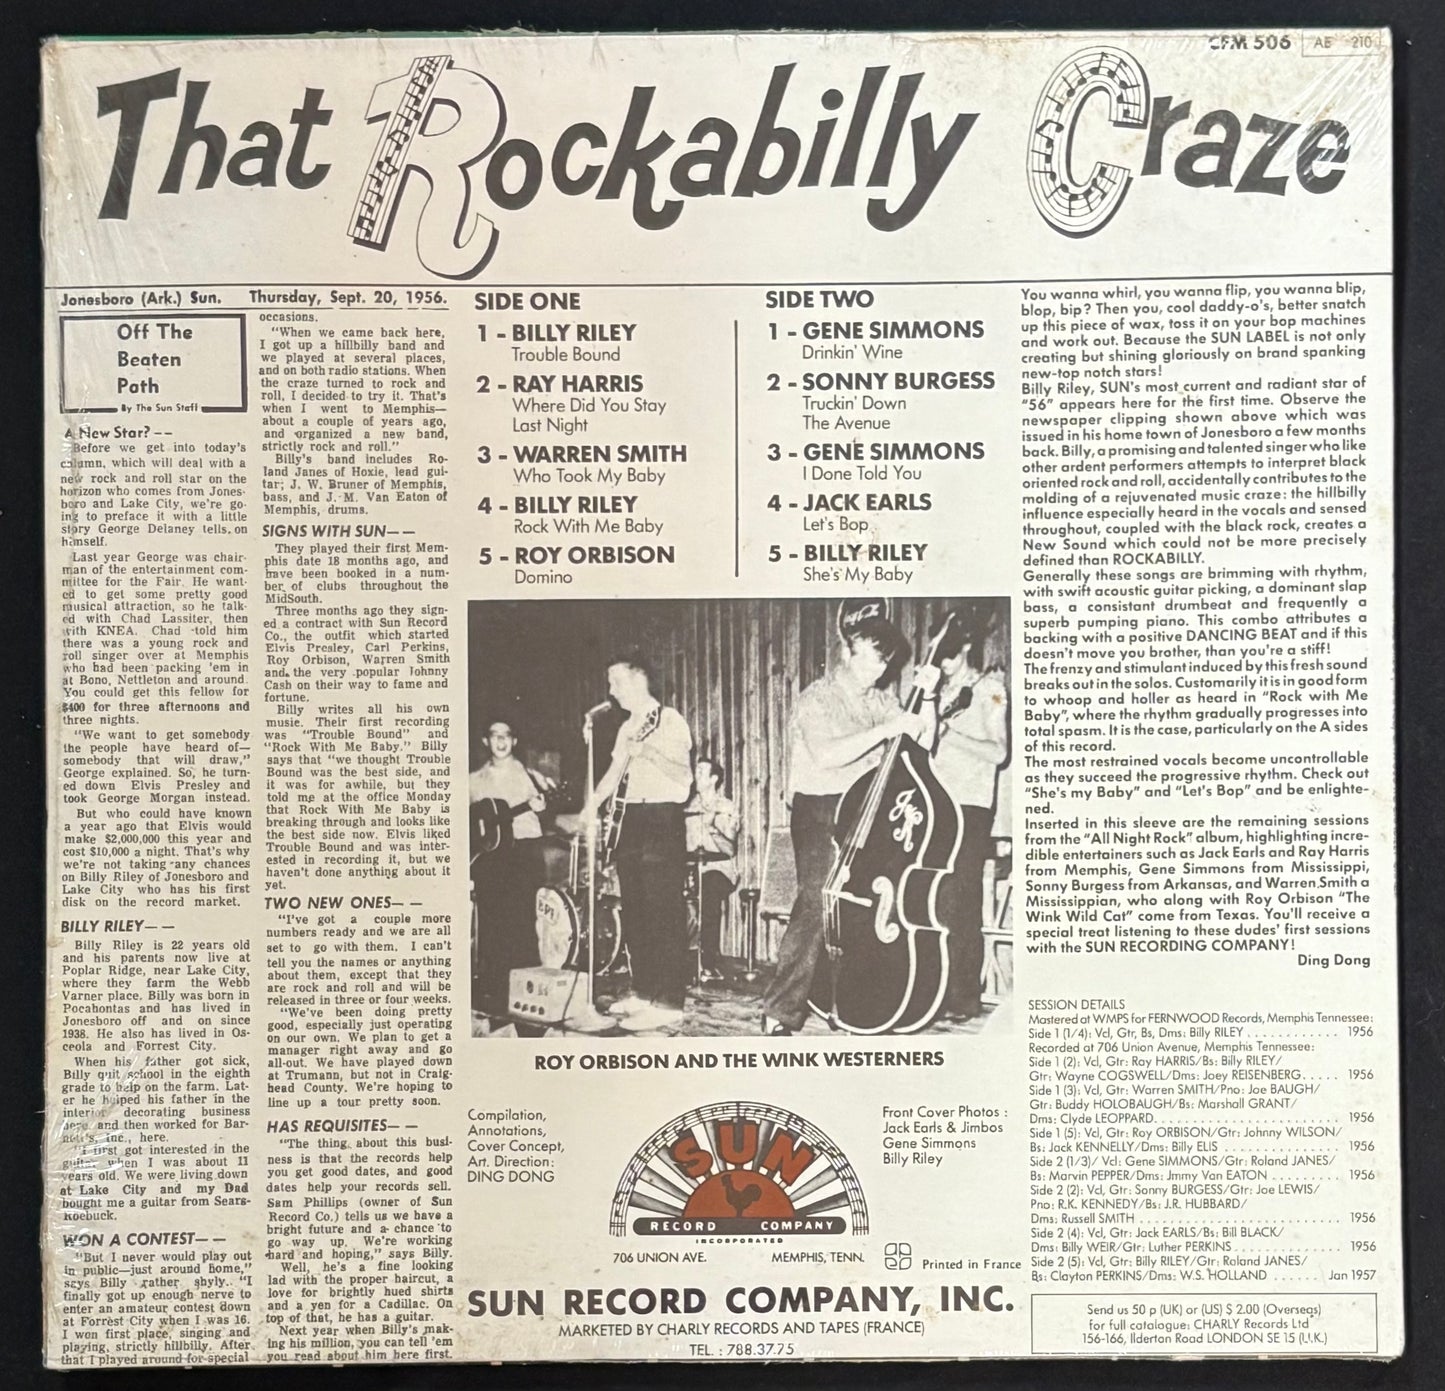 CFM 506
AE 210
That Rockabilly Craze
Jonesboro (Ark.) Sun. Thursday, Sept. 20, 1956.
Off The
Beaten
Path
By The Sun Staff
A New Star?--
Before we get into today's
column, which will deal with a
new rock and roll star on the
horizon who comes from Jones-
boro and Lake City, we're go-
ing to preface it with a little
story George Delaney tells, on
himself.
Last year George was chair-
man of the entertainment com-
mittee for the Fair. He want-
ed to get some pretty good
musical attraction, so he talk-
ed with Chad Lassiter, then
with KNEA. Chad told him
there was a young rock and
roll singer over at Memphis
who had been packing 'em in
at Bono, Nettleton and around.
You could get this fellow for
$400 for three afternoons and
three nights.
"We want to get somebody
the people have heard of—
somebody that will draw,"
George explained. So, he turn-
ed down Elvis Presley and
took George Morgan instead.
But who could have known
a year ago that Elvis would
make $2,000,000 this year and
cost $10,000 a night. That's why
we're not taking any chances
on Billy Riley of Jonesboro and
Lake City who has his first
disk on the record market.
BILLY RILEY--
Billy Riley is 22 years old
and his parents now live at
Poplar Ridge, near Lake City,
where they farm the Webb
Varner place. Billy was born in
Pocahontas and has lived in
Jonesboro off and on since
1938. He also has lived in Os-
ceola and Forrest City.
When his father got sick,
Billy quit school in the eighth
grade to help on the farm. Lat-
er he helped his father in the
interior decorating business
here and then worked for Bar-
nett's, Inc., here.
"I first got interested in the
guitar when I was about 11
years old. We were living down
at Lake City and my Dad
bought me a guitar from Sears-
Roebuck.
WON A CONTEST--
"But I never would play out
in public—just around home,"
says Billy rather shyly. "I
finally got up enough nerve to
enter an amateur contest down
at Forrest City when I was 16.
I won first place, singing and
playing, strictly hillbilly. After
that I played around for special
occasions.
"When we came back here,
I got up a hillbilly band and
we played at several places,
and on both radio stations. When
the craze turned to rock and
roll, I decided to try it. That's
when I went to Memphis—
about a couple of years ago,
and organized a new band,
strictly rock and roll."
Billy's band includes Ro-
land Janes of Hoxie, lead gui-
tar; J. W. Bruner of Memphis,
bass, and J. M. Van Eaton of
Memphis, drums.
SIGNS WITH SUN--
They played their first Mem-
phis date 18 months ago, and
have been booked in a num-
ber of clubs throughout the
MidSouth.
Three months ago they sign-
ed a contract with Sun Record
Co., the outfit which started
Elvis Presley, Carl Perkins,
Roy Orbison, Warren Smith
and the very popular Johnny
Cash on their way to fame and
fortune.
Billy writes all his own
music. Their first recording
was "Trouble Bound" and
"Rock With Me Baby." Billy
says that "we thought Trouble
Bound was the best side, and
it was for awhile, but they
told me at the office Monday
that Rock With Me Baby is
breaking through and looks like
the best side now. Elvis liked
Trouble Bound and was inter-
ested in recording it, but we
haven't done anything about it
yet.
TWO NEW ONES--
"I've got a couple more
numbers ready and we are all
set to go with them. I can't
tell you the names or anything
about them, except that they
are rock and roll and will be
released in three or four weeks.
"We've been doing pretty
good, especially just operating
on our own. We plan to get a
manager right away and go
all-out. We have played down
at Trumann, but not in Craig-
head County. We're hoping to
line up a tour pretty soon.
HAS REQUISITES--
"The thing about this busi-
ness is that the records help
you get good dates, and good
dates help your records sell.
Sam Phillips (owner of Sun
Record Co.) tells us we have a
bright future and a chance to
go way up. We're working
hard and hoping," says Billy.
Well, he's a fine looking
lad with the proper haircut, a
love for brightly hued shirts
and a yen for a Cadillac. On
top of that, he has a guitar.
Next year when Billy's mak-
ing his million, you can tell 'em
you read about him here first.
SIDE ONE
1 - BILLY RILEY
Trouble Bound
2 - RAY HARRIS
Where Did You Stay
Last Night
3 - WARREN SMITH
Who Took My Baby
4 - BILLY RILEY
Rock With Me Baby
5 - ROY ORBISON
Domino
SIDE TWO
1 - GENE SIMMONS
Drinkin' Wine
2 - SONNY BURGESS
Truckin' Down
The Avenue
3 - GENE SIMMONS
I Done Told You
4 - JACK EARLS
Let's Bop
5 - BILLY RILEY
She's My Baby
JK
ROY ORBISON AND THE WINK WESTERNERS
Compilation,
Annotations,
Cover Concept,
Art. Direction:
DING DONG
SUN
RECORD COMPANY
INCORPORATED
706 UNION AVE. MEMPHIS, TENN.
Front Cover Photos :
Jack Earls & Jimbos
Gene Simmons
Billy Riley
Printed in France
SUN RECORD COMPANY, INC.
MARKETED BY CHARLY RECORDS AND TAPES (FRANCE)
TEL. : 788.37.75
You wanna whirl, you wanna flip, you wanna blip,
blop, bip? Then you, cool daddy-o's, better snatch
up this piece of wax, toss it on your bop machines
and work out. Because the SUN LABEL is not only
creating but shining gloriously on brand spanking
new-top notch stars!
Billy Riley, SUN's most current and radiant star of
"56" appears here for the first time. Observe the
newspaper clipping shown above which was
issued in his home town of Jonesboro a few months
back. Billy, a promising and talented singer who like
other ardent performers attempts to interpret black
oriented rock and roll, accidentally contributes to the
molding of a rejuvenated music craze: the hillbilly
influence especially heard in the vocals and sensed
throughout, coupled with the black rock, creates a
New Sound which could not be more precisely
defined than ROCKABILLY.
Generally these songs are brimming with rhythm,
with swift acoustic guitar picking, a dominant slap
bass, a consistant drumbeat and frequently a
superb pumping piano. This combo attributes a
backing with a positive DANCING BEAT and if this
doesn't move you brother, than you're a stiff!
The frenzy and stimulant induced by this fresh sound
breaks out in the solos. Customarily it is in good form
to whoop and holler as heard in "Rock with Me
Baby", where the rhythm gradually progresses into
total spasm. It is the case, particularly on the A sides
of this record.
The most restrained vocals become uncontrollable
as they succeed the progressive rhythm. Check out
"She's my Baby" and "Let's Bop" and be enlighte-
ned.
Inserted in this sleeve are the remaining sessions
from the "All Night Rock" album, highlighting incre-
dible entertainers such as Jack Earls and Ray Harris
from Memphis, Gene Simmons from Mississippi,
Sonny Burgess from Arkansas, and Warren Smith a
Mississippian, who along with Roy Orbison "The
Wink Wild Cat" come from Texas. You'll receive a
special treat listening to these dudes' first sessions
with the SUN RECORDING COMPANY!
Ding Dong
SESSION DETAILS
Mastered at WMPS for FERNWOOD Records, Memphis Tennessee:
Side 1 (1/4): Vcl, Gtr, Bs, Dms: Billy RILEY ............ 1956
Recorded at 706 Union Avenue, Memphis Tennessee:
Side 1 (2): Vcl, Gtr: Ray HARRIS/Bs: Billy RILEY/
Gtr: Wayne COGSWELL/Dms: Joey REISENBERG..... 1956
Side 1 (3): Vcl, Gtr: Warren SMITH/Pno: Joe BAUGH/
Gtr: Buddy HOLOBAUGH/Bs: Marshall GRANT/
Dms: Clyde LEOPPARD.......................... 1956
Side 1 (5): Vcl, Gtr: Roy ORBISON/Gtr: Johnny WILSON/
Bs: Jack KENNELLY/Dms: Billy ELIS ............... 1956
Side 2 (1/3)/ Vcl: Gene SIMMONS/Gtr: Roland JANES/
Bs: Marvin PEPPER/Dms: Jmmy Van EATON ......... 1956
Side 2 (2): Vcl, Gtr: Sonny BURGESS/Gtr: Joe LEWIS/
Pno: R.K. KENNEDY/Bs: J.R. HUBBARD/
Dms: Russell SMITH ............................ 1956
Side 2 (4): Vcl, Gtr: Jack EARLS/Bs: Bill BLACK/
Dms: Billy WEIR/Gtr: Luther PERKINS............... 1956
Side 2 (5): Vcl, Gtr: Billy RILEY/Gtr: Roland JANES/
Bs: Clayton PERKINS/Dms: W.S. HOLLAND ...... Jan 1957
Send us 50 p (UK) or (US) $ 2.00 (Overseas)
for full catalogue: CHARLY Records Ltd
156-166, Ilderton Road LONDON SE 15 (U.K.)